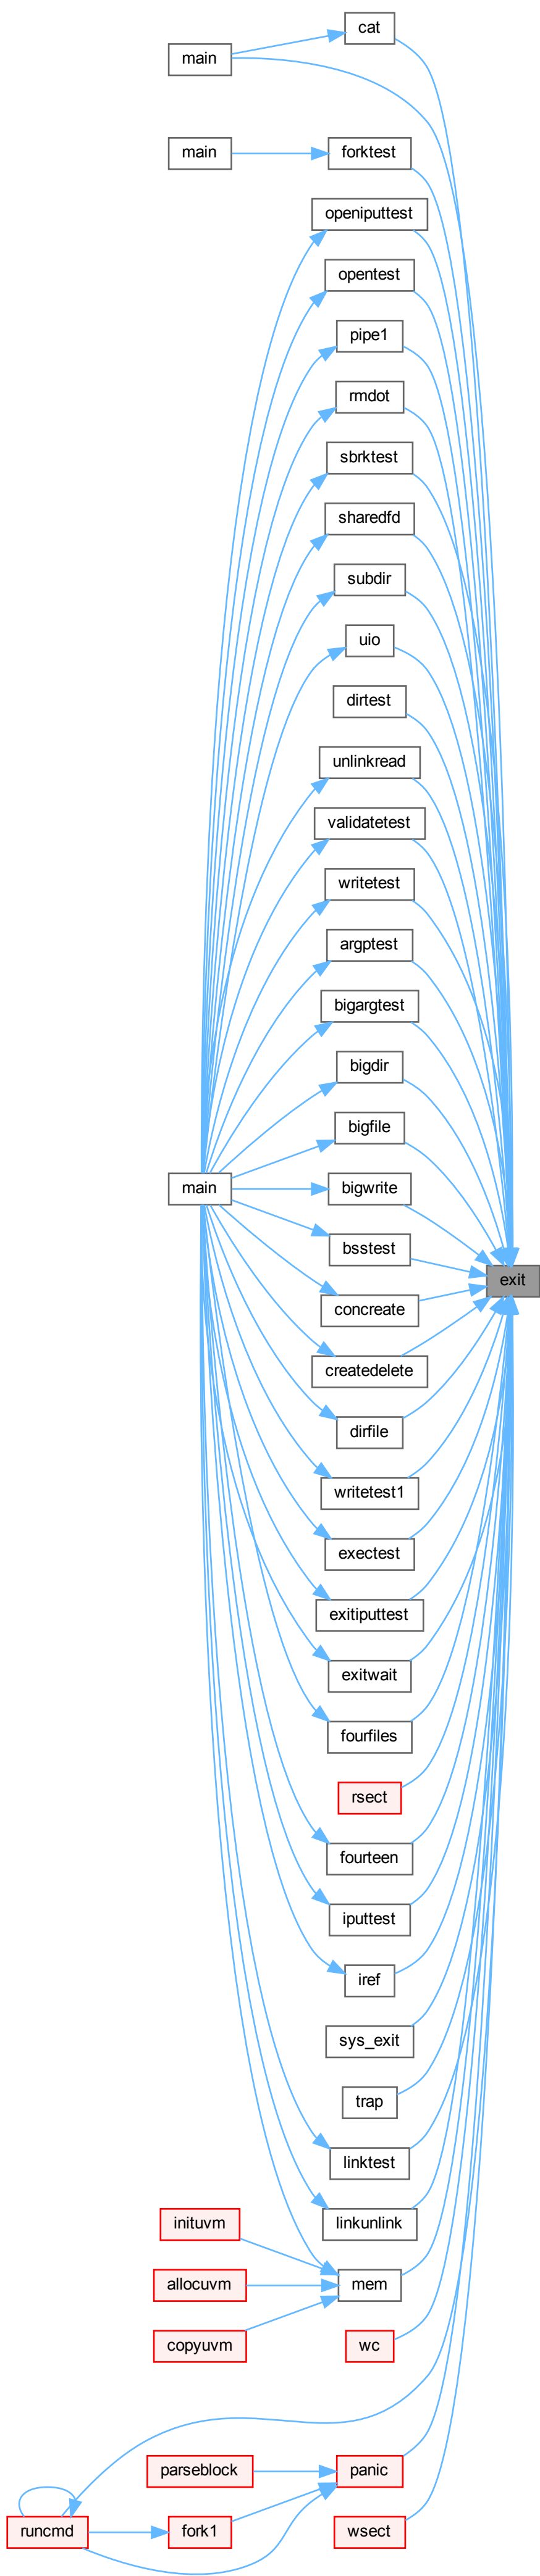 cat
main
main
forktest
openiputtest
opentest
pipe1
rmdot
sbrktest
sharedfd
subdir
uio
dirtest
unlinkread
validatetest
writetest
argptest
bigargtest
bigdir
bigfile
main
bigwrite
bsstest
exit
concreate
createdelete
dirfile
writetest1
exectest
exitiputtest
exitwait
fourfiles
rsect
fourteen
iputtest
iref
sys_exit
trap
linktest
inituvm
linkunlink
allocuvm
mem
copyuvm
wc
parseblock
panic
runcmd
fork1
wsect